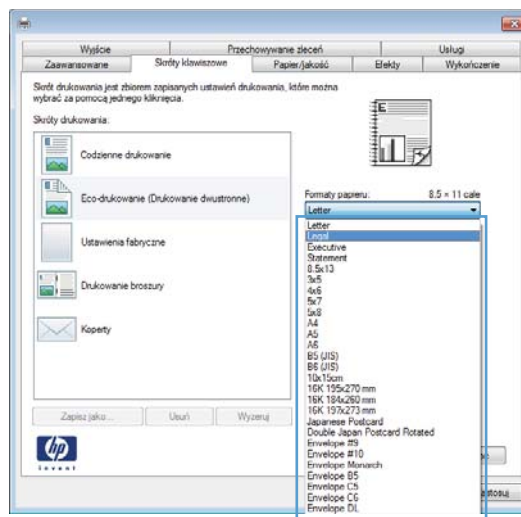 Wyjście Przechowywanie zleceń Usługi
Zaawansowane Skróty klawiszowe Papier/jakość Efekty Wykończenie
Skrót drukowania jest zbiorem zapisanych ustawień drukowania, które można
wybrać za pomocą jednego kliknięcia.
Skróty drukowania:
E
Codzienne drukowanie
Eco-drukowanie (Drukowanie dwustronne)
Ustawienia fabryczne
Drukowanie broszury
Koperty
Formaty papieru: 8.5 × 11 cale
Letter
Letter
Legal
Executive
Statement
8.5x13
3x5
4x6
5x7
5x8
A4
A5
A6
B5 (JIS)
B6 (JIS)
10x15cm
16K 195x270 mm
16K 184x260 mm
16K 197x273 mm
Japanese Postcard
Double Japan Postcard Rotated
Envelope #9
Envelope #10
Envelope Monarch
Envelope B5
Envelope C5
Envelope C6
Envelope DL
Zapisz jako... Usuń Wyzeruj
hp
invent